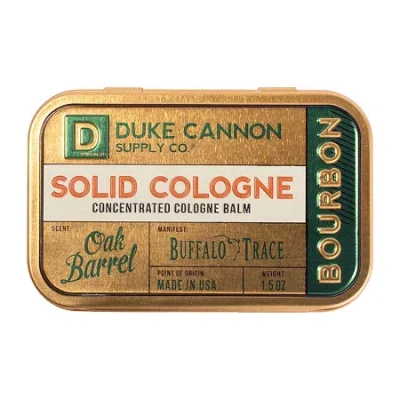 D
DUKE CANNON
SUPPLY CO.
SOLID COLOGNE
CONCENTRATED COLOGNE BALM
SCENT:
Oak
Barrel
MANIFEST:
BUFFALO TRACE
POINT OF ORIGIN
MADE IN USA
WEIGHT
1.5 OZ
BOURBON